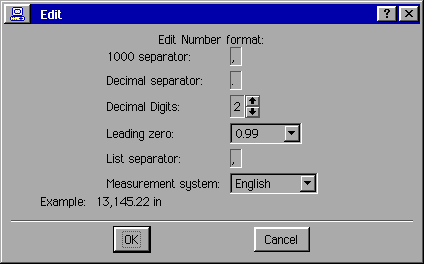 Edit
Edit Number format:
1000 separator: ,
Decimal separator: .
Decimal Digits: 2
Leading zero: 0.99
List separator: ,
Measurement system: English
Example: 13,145.22 in
OK Cancel